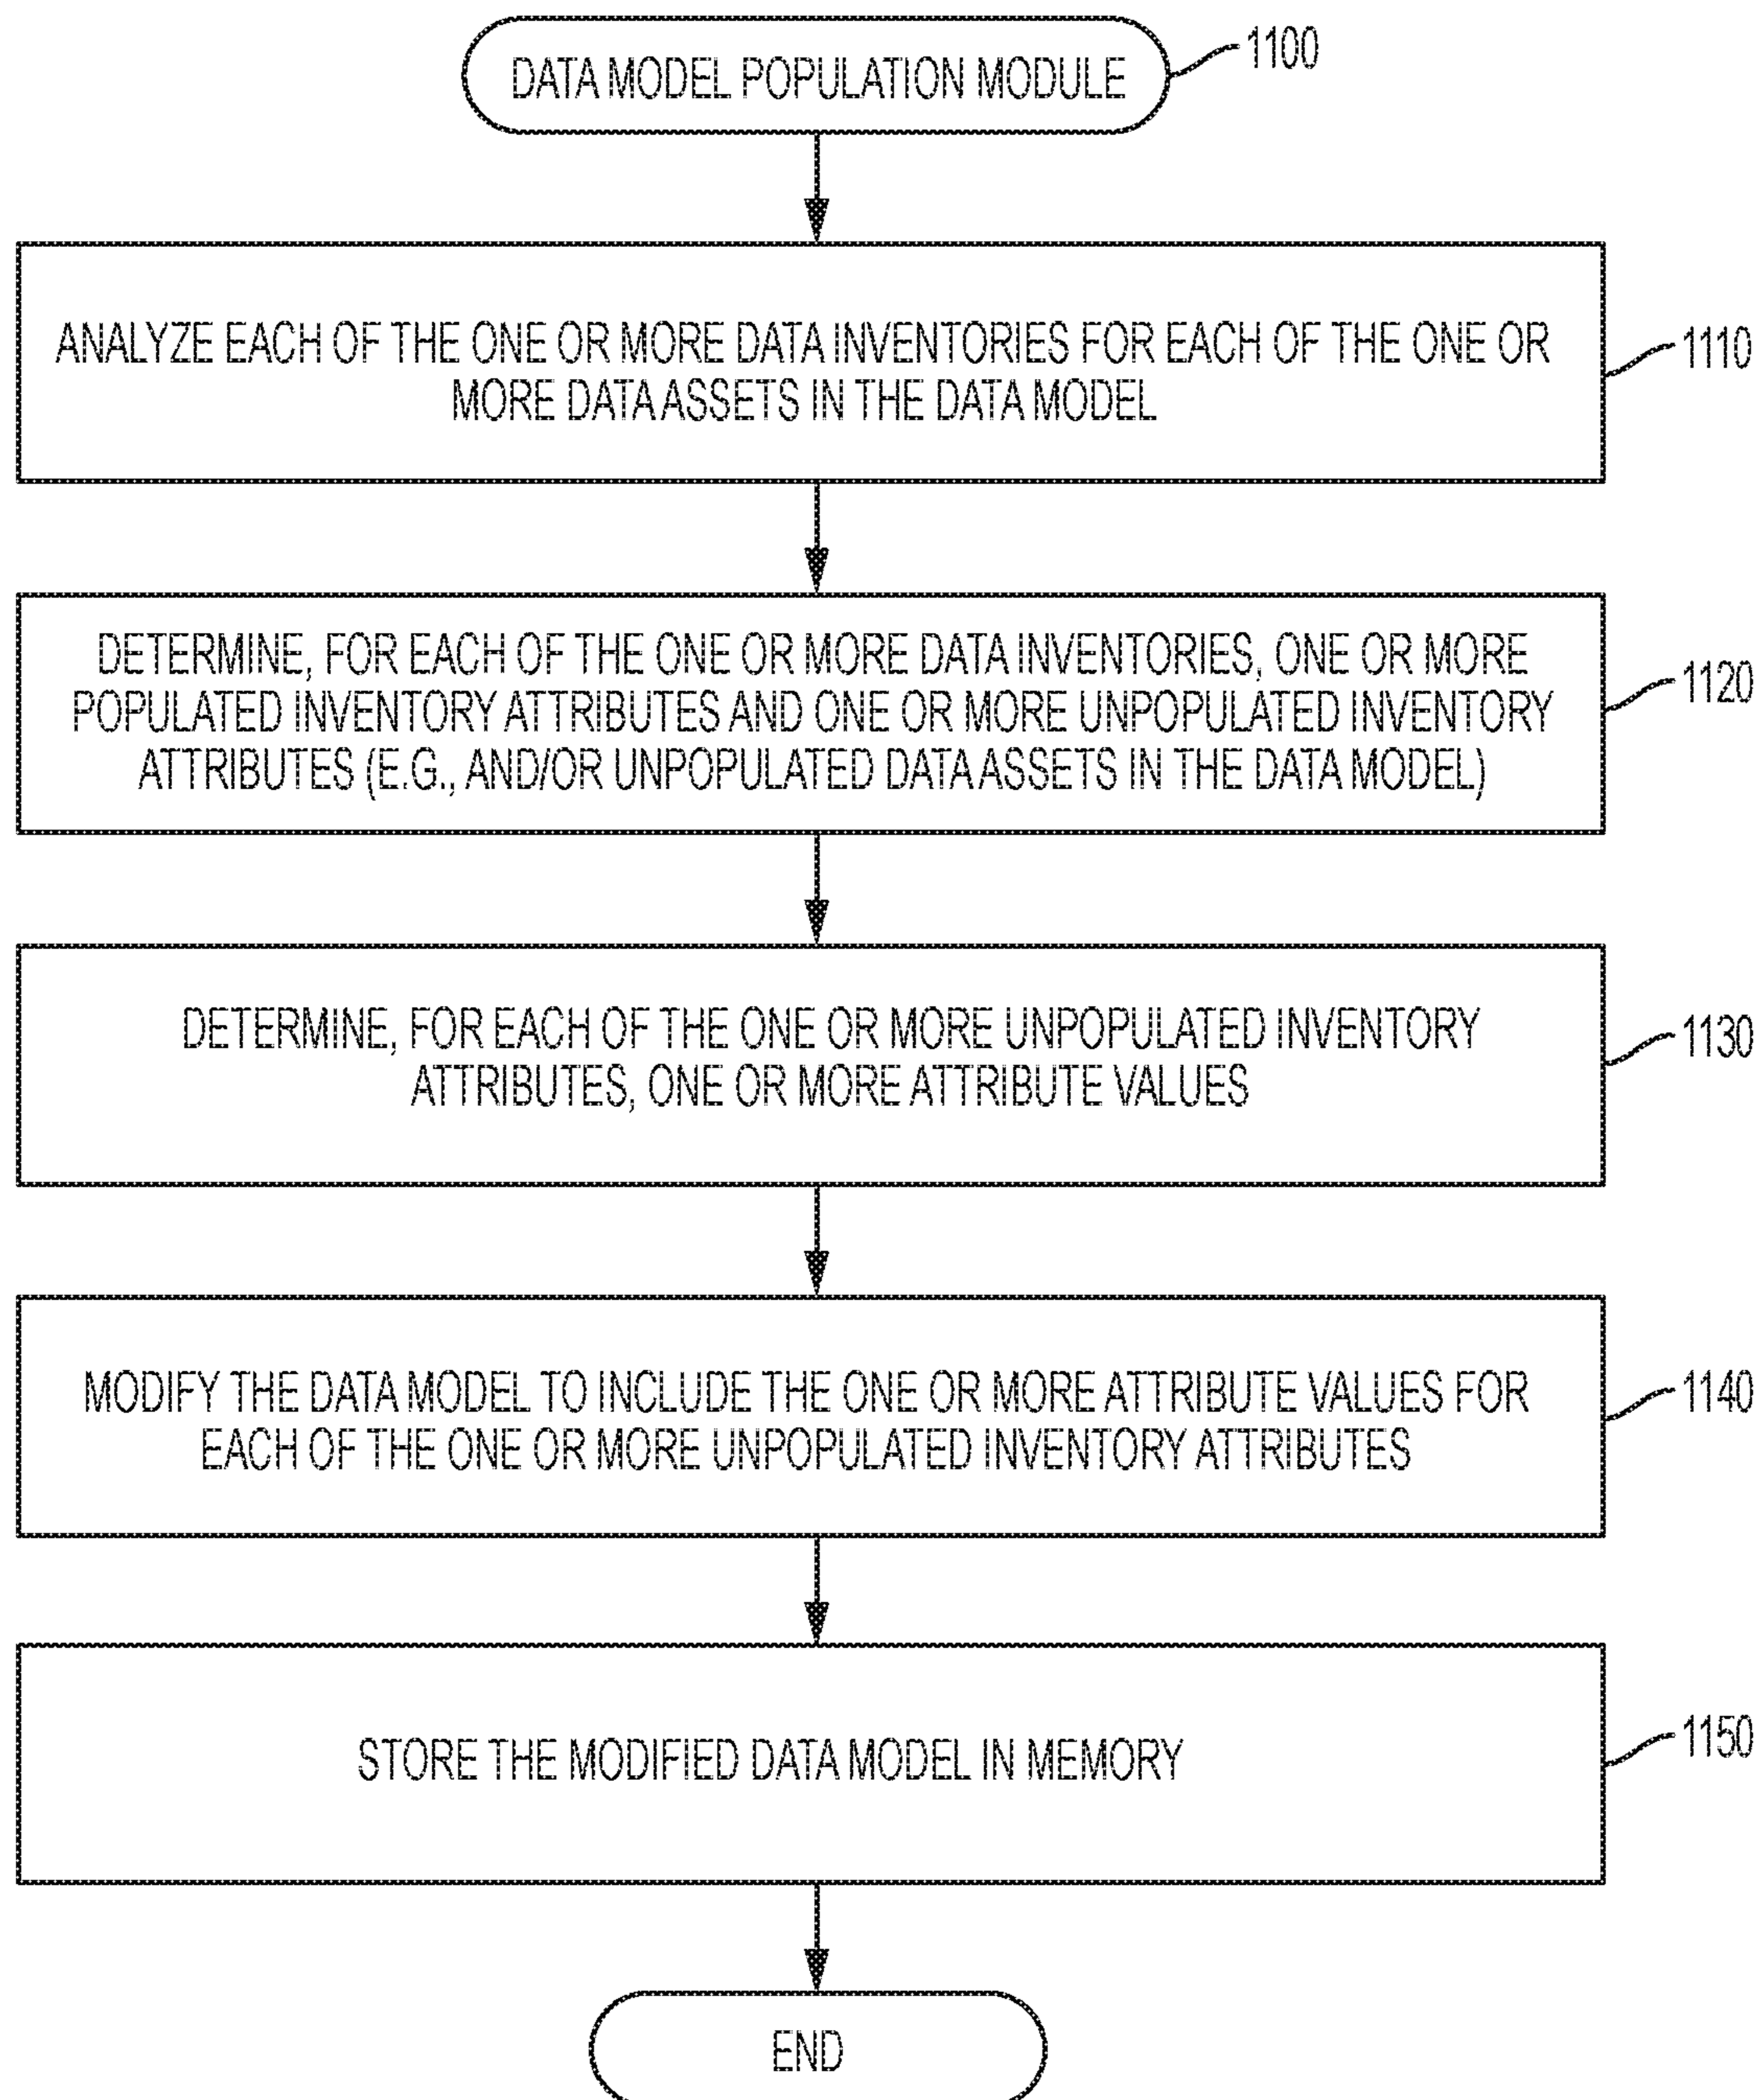 DATA MODEL POPULATION MODULE
1100
ANALYZE EACH OF THE ONE OR MORE DATA INVENTORIES FOR EACH OF THE ONE OR
MORE DATA ASSETS IN THE DATA MODEL
1110
DETERMINE, FOR EACH OF THE ONE OR MORE DATA INVENTORIES, ONE OR MORE
POPULATED INVENTORY ATTRIBUTES AND ONE OR MORE UNPOPULATED INVENTORY
ATTRIBUTES (E.G., AND/OR UNPOPULATED DATA ASSETS IN THE DATA MODEL)
1120
DETERMINE, FOR EACH OF THE ONE OR MORE UNPOPULATED INVENTORY
ATTRIBUTES, ONE OR MORE ATTRIBUTE VALUES
1130
MODIFY THE DATA MODEL TO INCLUDE THE ONE OR MORE ATTRIBUTE VALUES FOR
EACH OF THE ONE OR MORE UNPOPULATED INVENTORY ATTRIBUTES
1140
STORE THE MODIFIED DATA MODEL IN MEMORY
1150
END